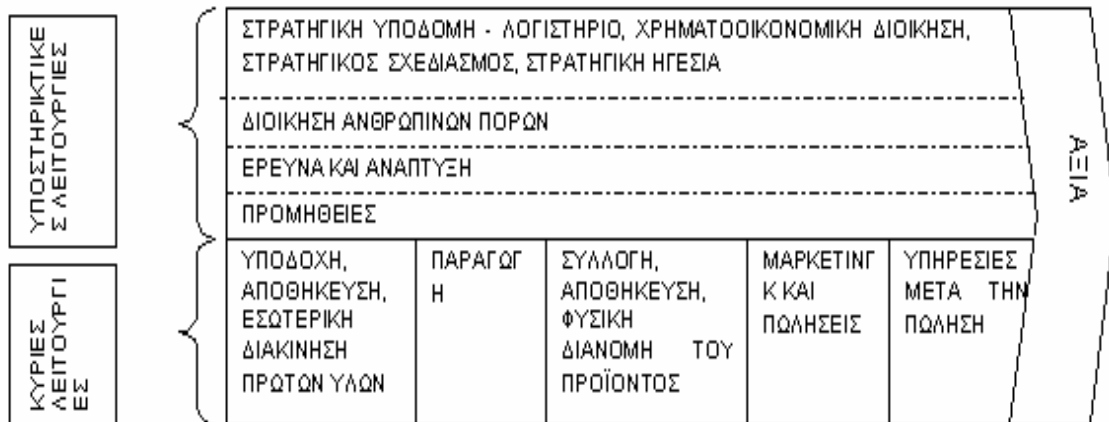 ΥΠΟΣΤΗΡΙΚΤΙΚΕ
Σ ΛΕΙΤΟΥΡΓΙΕΣ
ΣΤΡΑΤΗΓΙΚΗ ΥΠΟΔΟΜΗ - ΛΟΓΙΣΤΗΡΙΟ, ΧΡΗΜΑΤΟΟΙΚΟΝΟΜΙΚΗ ΔΙΟΙΚΗΣΗ,
ΣΤΡΑΤΗΓΙΚΟΣ ΣΧΕΔΙΑΣΜΟΣ, ΣΤΡΑΤΗΓΙΚΗ ΗΓΕΣΙΑ
ΔΙΟΙΚΗΣΗ ΑΝΘΡΩΠΙΝΩΝ ΠΟΡΩΝ
ΕΡΕΥΝΑ ΚΑΙ ΑΝΑΠΤΥΞΗ
ΠΡΟΜΗΘΕΙΕΣ
ΑΞΙΑ
ΚΥΡΙΕΣ
ΛΕΙΤΟΥΡΓΙ
ΕΣ
ΥΠΟΔΟΧΗ,
ΑΠΟΘΗΚΕΥΣΗ,
ΕΣΩΤΕΡΙΚΗ
ΔΙΑΚΙΝΗΣΗ
ΠΡΩΤΩΝ ΥΛΩΝ
ΠΑΡΑΓΩΓ
Η
ΣΥΛΛΟΓΗ,
ΑΠΟΘΗΚΕΥΣΗ,
ΦΥΣΙΚΗ
ΔΙΑΝΟΜΗ ΤΟΥ
ΠΡΟΪΟΝΤΟΣ
ΜΑΡΚΕΤΙΝΓ
Κ ΚΑΙ
ΠΩΛΗΣΕΙΣ
ΥΠΗΡΕΣΙΕΣ
ΜΕΤΑ ΤΗΝ
ΠΩΛΗΣΗ